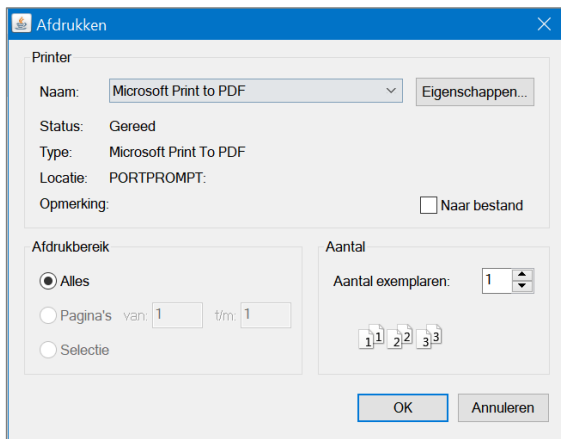 Afdrukken
Printer
Naam: Microsoft Print to PDF Eigenschappen...
Status: Gereed
Type: Microsoft Print To PDF
Locatie: PORTPROMPT:
Opmerking: Naar bestand
Afdrukbereik
Alles
Pagina's van: 1 t/m: 1
Selectie
Aantal
Aantal exemplaren: 1
1 1 2 2 3 3
OK Annuleren